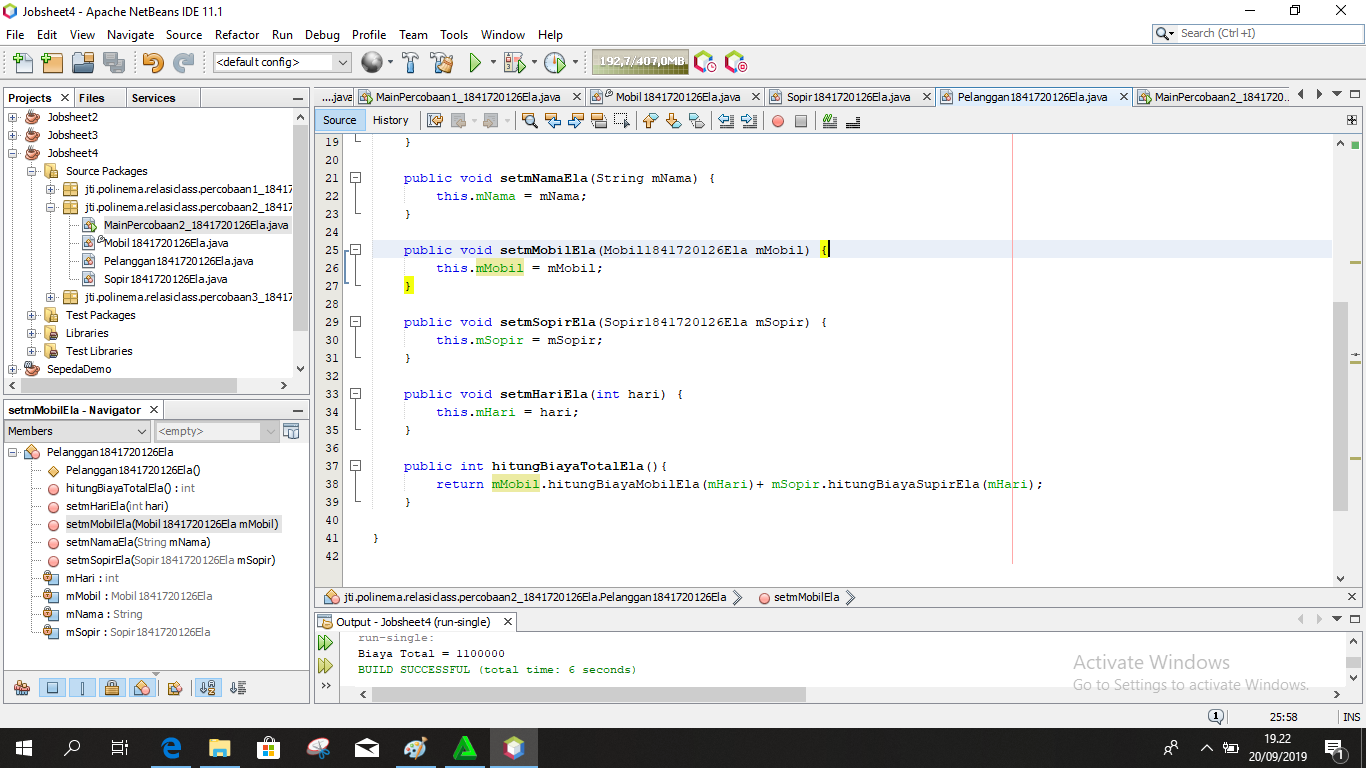 Jobsheet4 - Apache NetBeans IDE 11.1
File Edit View Navigate Source Refactor Run Debug Profile Team Tools Window Help
Search (Ctrl+I)
<default config>
192,7/407,0MB
Projects Files Services
Jobsheet2
Jobsheet3
Jobsheet4
Source Packages
jti.polinema.relasiclass.percobaan1_18417
jti.polinema.relasiclass.percobaan2_18417
MainPercobaan2_1841720126Ela.java
Mobil1841720126Ela.java
Pelanggan1841720126Ela.java
Sopir1841720126Ela.java
jti.polinema.relasiclass.percobaan3_18417
Test Packages
Libraries
Test Libraries
SepedaDemo
setmMobilEla - Navigator
Members <empty>
Pelanggan1841720126Ela
Pelanggan1841720126Ela()
hitungBiayaTotalEla() : int
setmHariEla(int hari)
setmMobilEla(Mobil1841720126Ela mMobil)
setmNamaEla(String mNama)
setmSopirEla(Sopir1841720126Ela mSopir)
mHari : int
mMobil : Mobil1841720126Ela
mNama : String
mSopir : Sopir1841720126Ela
....java MainPercobaan1_1841720126Ela.java Mobil1841720126Ela.java Sopir1841720126Ela.java Pelanggan1841720126Ela.java MainPercobaan2_1841720...
Source History
19 }
20
21 public void setmNamaEla(String mNama) {
22 this.mNama = mNama;
23 }
24
25 public void setmMobilEla(Mobil1841720126Ela mMobil) {
26 this.mMobil = mMobil;
27 }
28
29 public void setmSopirEla(Sopir1841720126Ela mSopir) {
30 this.mSopir = mSopir;
31 }
32
33 public void setmHariEla(int hari) {
34 this.mHari = hari;
35 }
36
37 public int hitungBiayaTotalEla(){
38 return mMobil.hitungBiayaMobilEla(mHari)+ mSopir.hitungBiayaSupirEla(mHari);
39 }
40
41 }
42
jti.polinema.relasiclass.percobaan2_1841720126Ela.Pelanggan1841720126Ela setmMobilEla
Output - Jobsheet4 (run-single)
run-single:
Biaya Total = 1100000
BUILD SUCCESSFUL (total time: 6 seconds)
Activate Windows
Go to Settings to activate Windows.
1 25:58 INS
19.22
20/09/2019
1